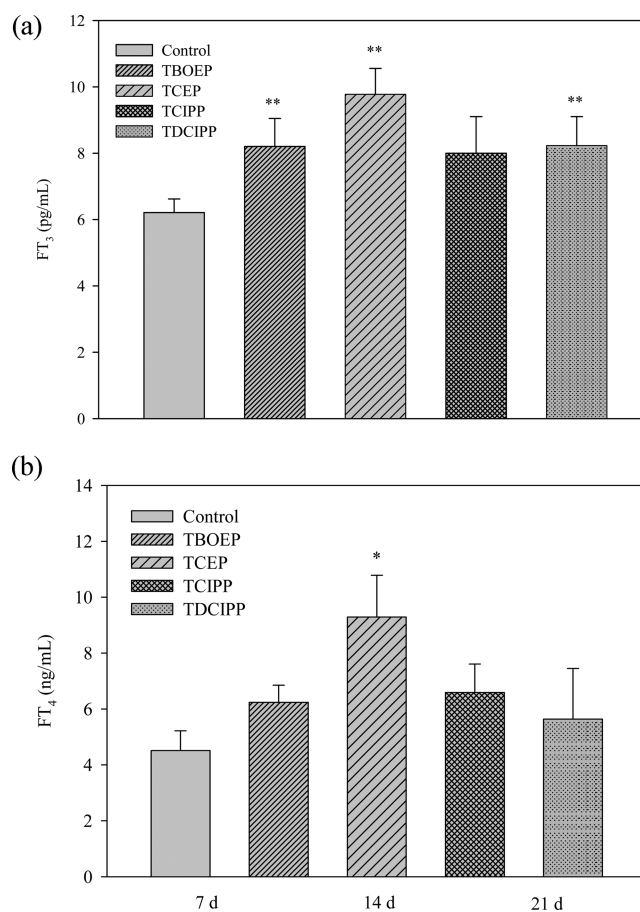 (a)
12
10
8
6
4
2
0
FT3 (pg/mL)
Control
TBOEP
TCEP
TCIPP
TDCIPP
**
**
**
(b)
14
12
10
8
6
4
2
0
FT4 (ng/mL)
Control
TBOEP
TCEP
TCIPP
TDCIPP
*
7 d 14 d 21 d